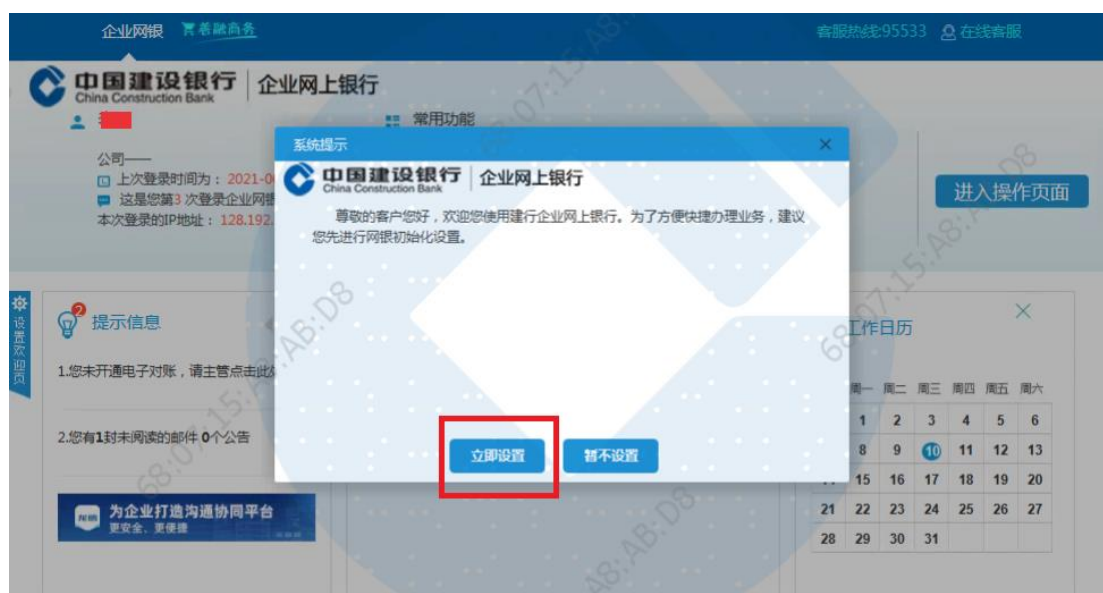 企业网银 善融商务 客服热线:95533 在线客服
中国建设银行 企业网上银行
China Construction Bank
常用功能
公司——
上次登录时间为：2021-0
这是您第3 次登录企业网银
本次登录的IP地址：128.192.
进入操作页面
系统提示
中国建设银行 企业网上银行
China Construction Bank
尊敬的客户您好，欢迎您使用建行企业网上银行。为了方便快捷办理业务，建议
您先进行网银初始化设置。
立即设置 暂不设置
设置欢迎页
2
提示信息
1.您未开通电子对账，请主管点击此处
2.您有1封未阅读的邮件 0个公告
为企业打造沟通协同平台
更安全、更便捷
工作日历
周一 周二 周三 周四 周五 周六
1 2 3 4 5 6
8 9 10 11 12 13
14 15 16 17 18 19 20
21 22 23 24 25 26 27
28 29 30 31
68:07:15:A8:AB:D8